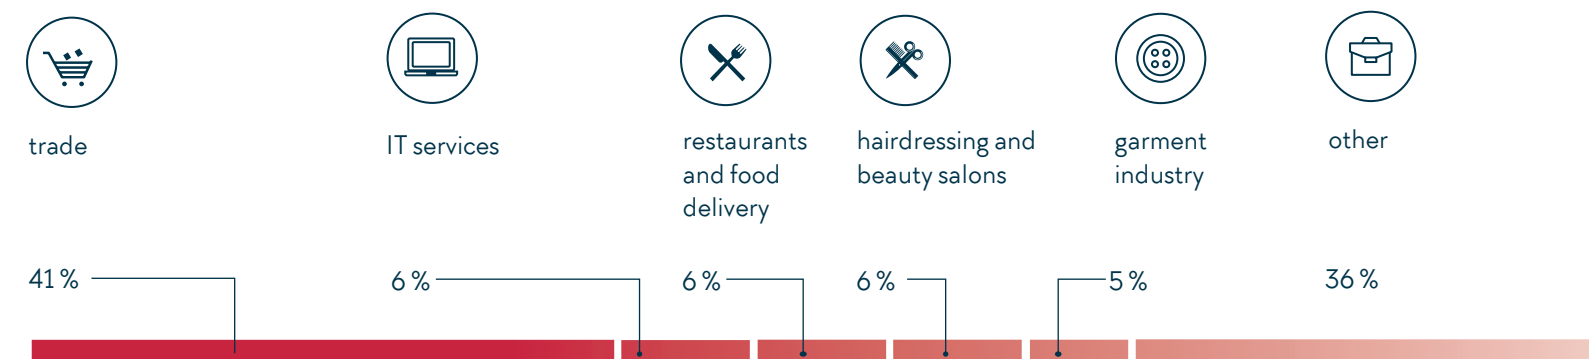 trade
IT services
restaurants
and food
delivery
hairdressing and
beauty salons
garment
industry
other
41 %
6 %
6 %
6 %
5 %
36 %